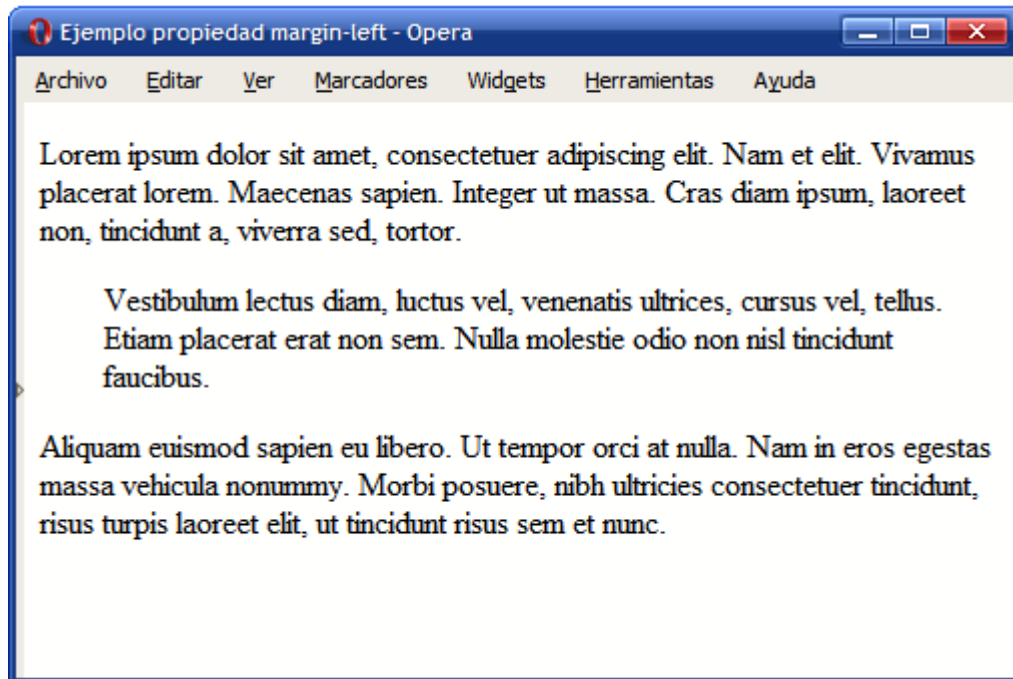 Ejemplo propiedad margin-left - Opera
Archivo Editar Ver Marcadores Widgets Herramientas Ayuda
Lorem ipsum dolor sit amet, consectetuer adipiscing elit. Nam et elit. Vivamus
placerat lorem. Maecenas sapien. Integer ut massa. Cras diam ipsum, laoreet
non, tincidunt a, viverra sed, tortor.
Vestibulum lectus diam, luctus vel, venenatis ultrices, cursus vel, tellus.
Etiam placerat erat non sem. Nulla molestie odio non nisl tincidunt
faucibus.
Aliquam euismod sapien eu libero. Ut tempor orci at nulla. Nam in eros egestas
massa vehicula nonummy. Morbi posuere, nibh ultricies consectetuer tincidunt,
risus turpis laoreet elit, ut tincidunt risus sem et nunc.